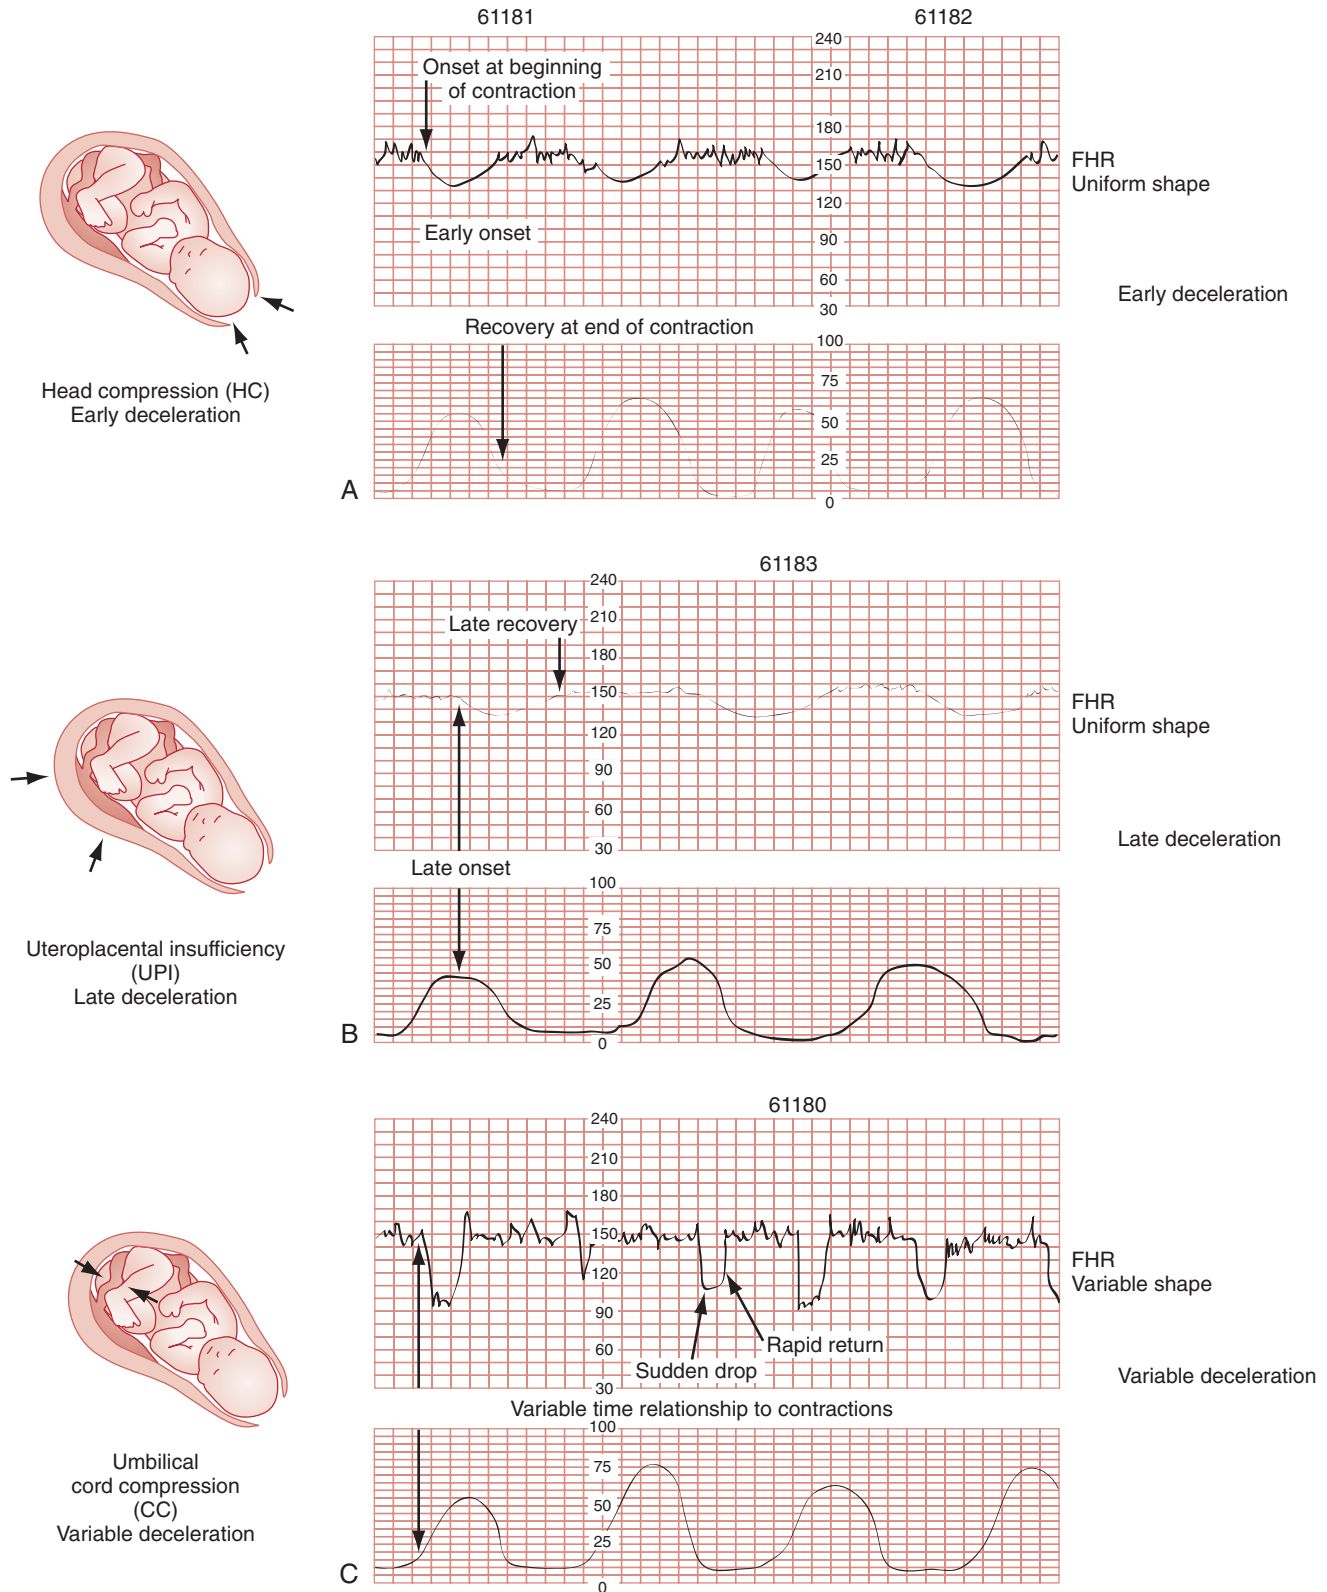 61181
61182
240
Onset at beginning
of contraction
210
180
150
FHR
Uniform shape
120
Early onset
90
60
Early deceleration
30
Recovery at end of contraction
100
75
50
25
0
Head compression (HC)
Early deceleration
A
61183
240
210
Late recovery
180
150
FHR
Uniform shape
120
90
60
30
Late deceleration
Late onset
100
75
50
25
0
Uteroplacental insufficiency
(UPI)
Late deceleration
B
61180
240
210
180
150
FHR
Variable shape
120
90
60
Rapid return
Sudden drop
30
Variable deceleration
Variable time relationship to contractions
100
75
50
25
0
Umbilical
cord compression
(CC)
Variable deceleration
C